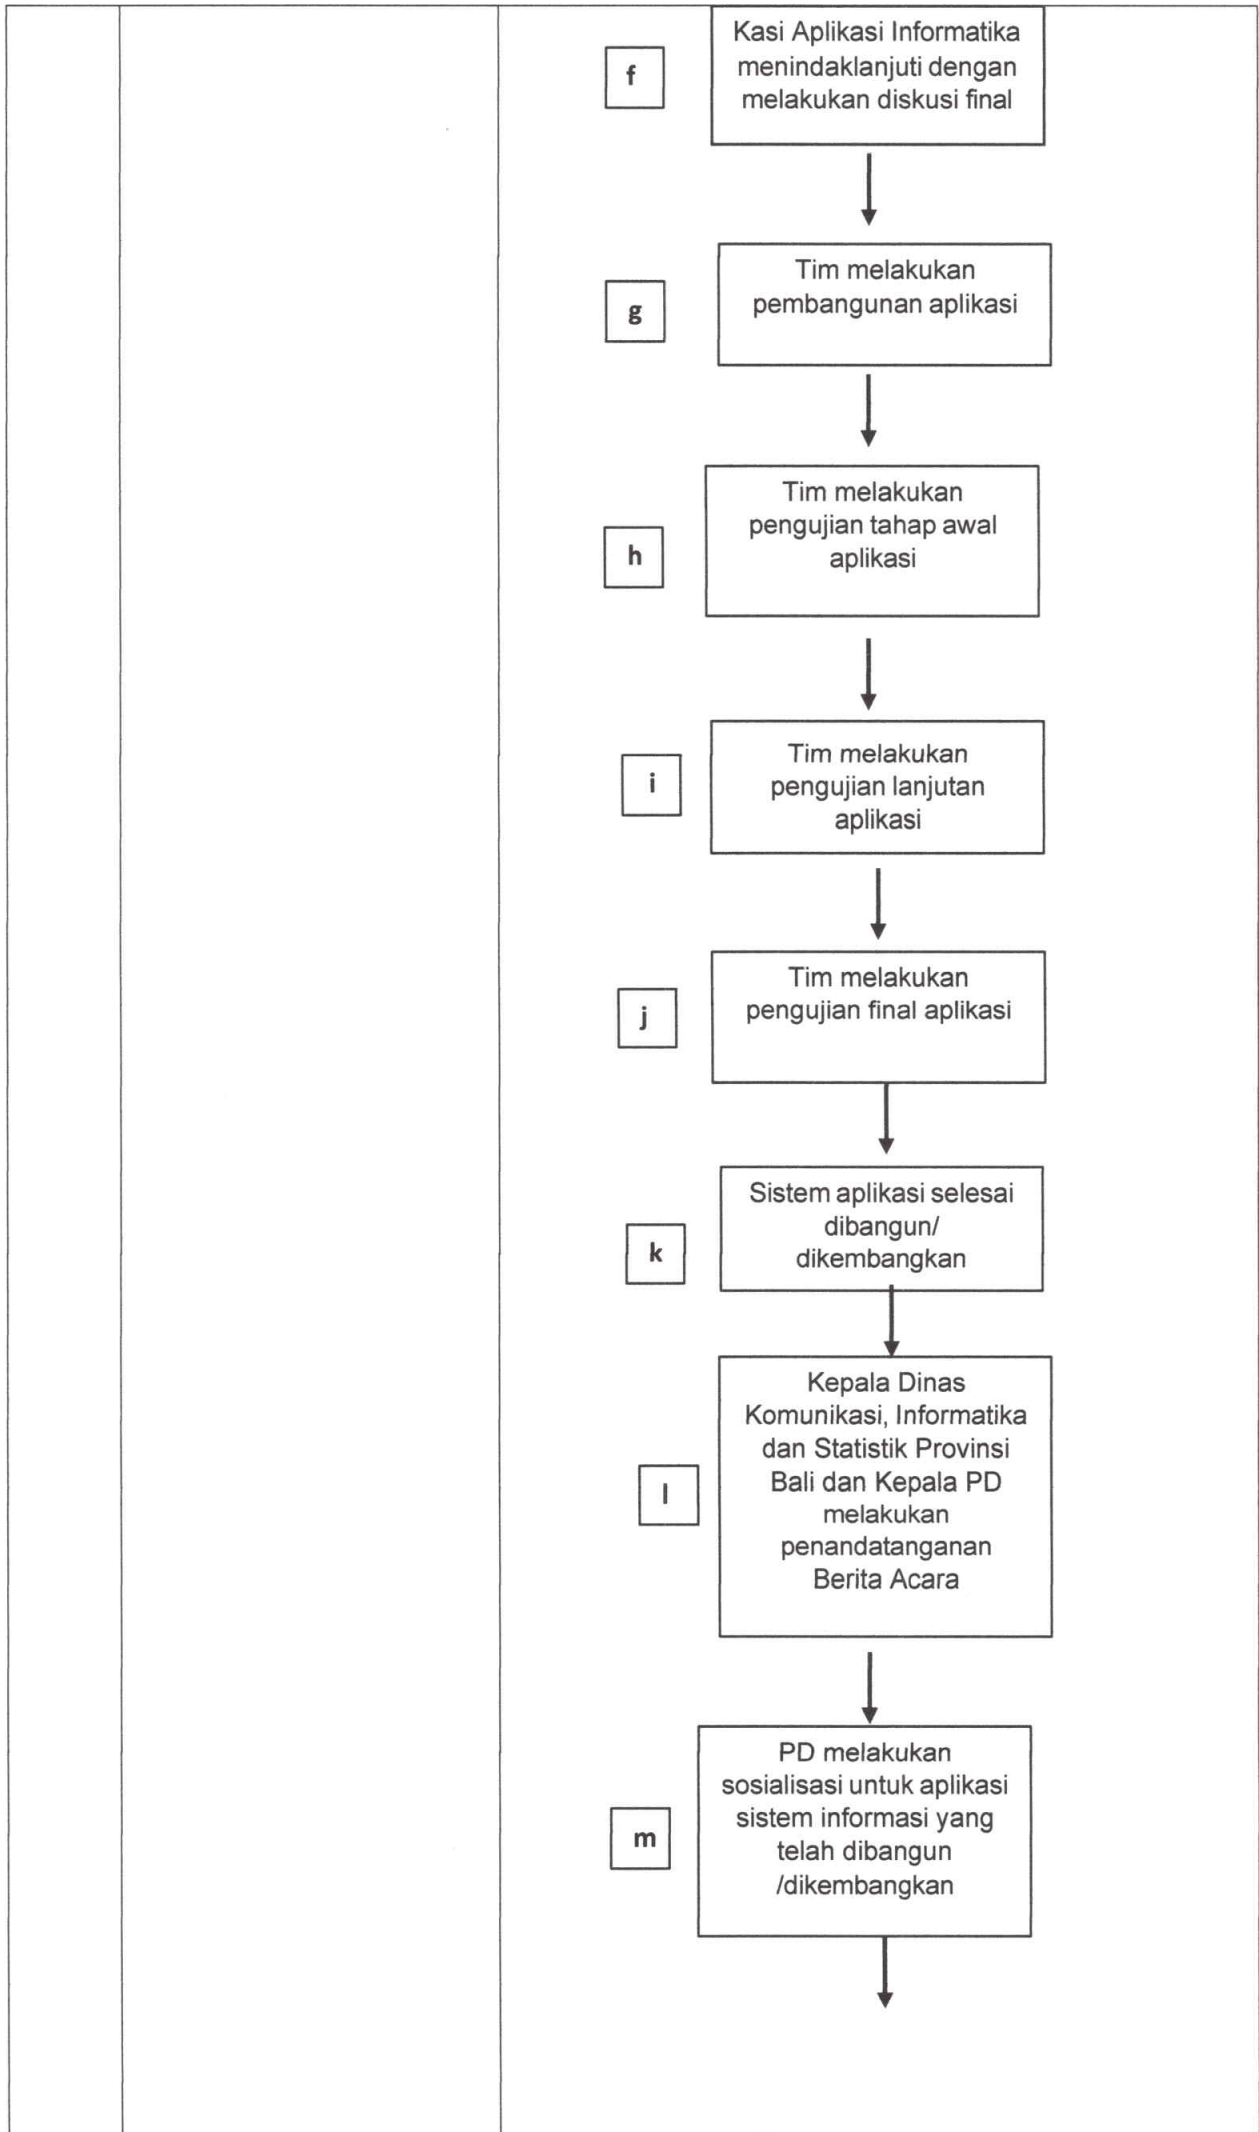 f
Kasi Aplikasi Informatika
menindaklanjuti dengan
melakukan diskusi final
g
Tim melakukan
pembangunan aplikasi
h
Tim melakukan
pengujian tahap awal
aplikasi
i
Tim melakukan
pengujian lanjutan
aplikasi
j
Tim melakukan
pengujian final aplikasi
k
Sistem aplikasi selesai
dibangun/
dikembangkan
l
Kepala Dinas
Komunikasi, Informatika
dan Statistik Provinsi
Bali dan Kepala PD
melakukan
penandatanganan
Berita Acara
m
PD melakukan
sosialisasi untuk aplikasi
sistem informasi yang
telah dibangun
/dikembangkan